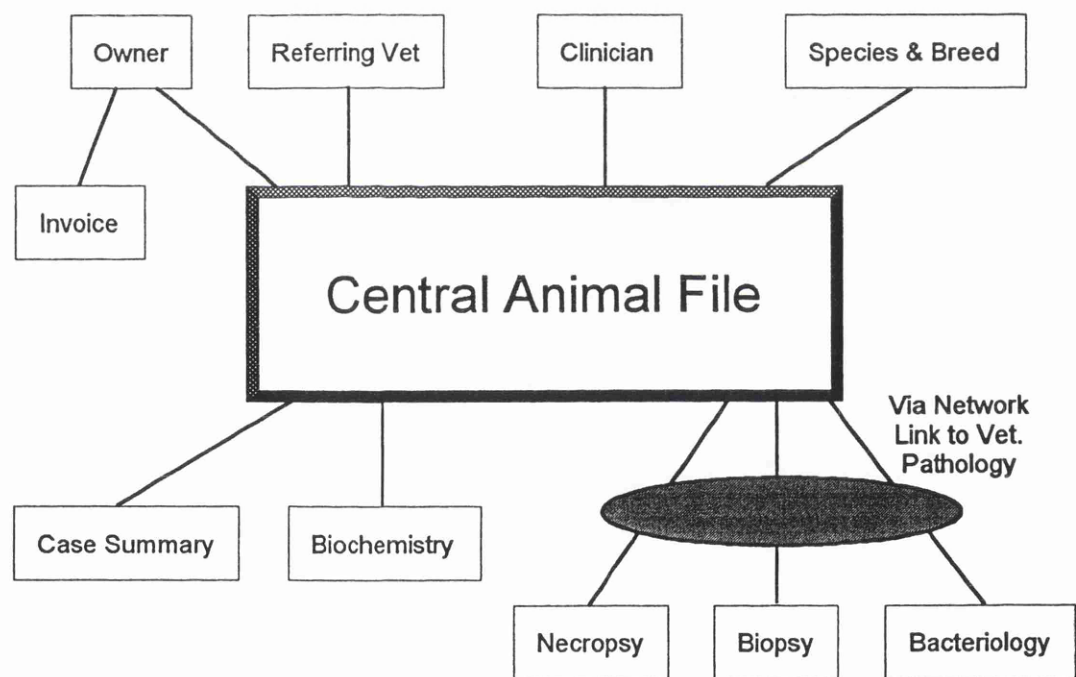 Owner
Referring Vet
Clinician
Species & Breed
Invoice
Central Animal File
Via Network
Link to Vet.
Pathology
Case Summary
Biochemistry
Necropsy
Biopsy
Bacteriology